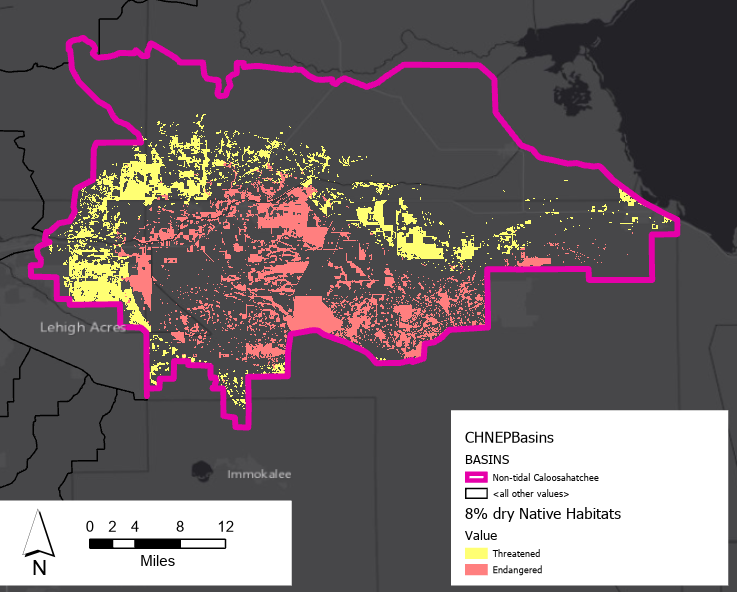 Lehigh Acres
Immokalee
0 2 4 8 12
Miles
N
CHNEPBasins
BASINS
Non-tidal Caloosahatchee
<all other values>
8% dry Native Habitats
Value
Threatened
Endangered